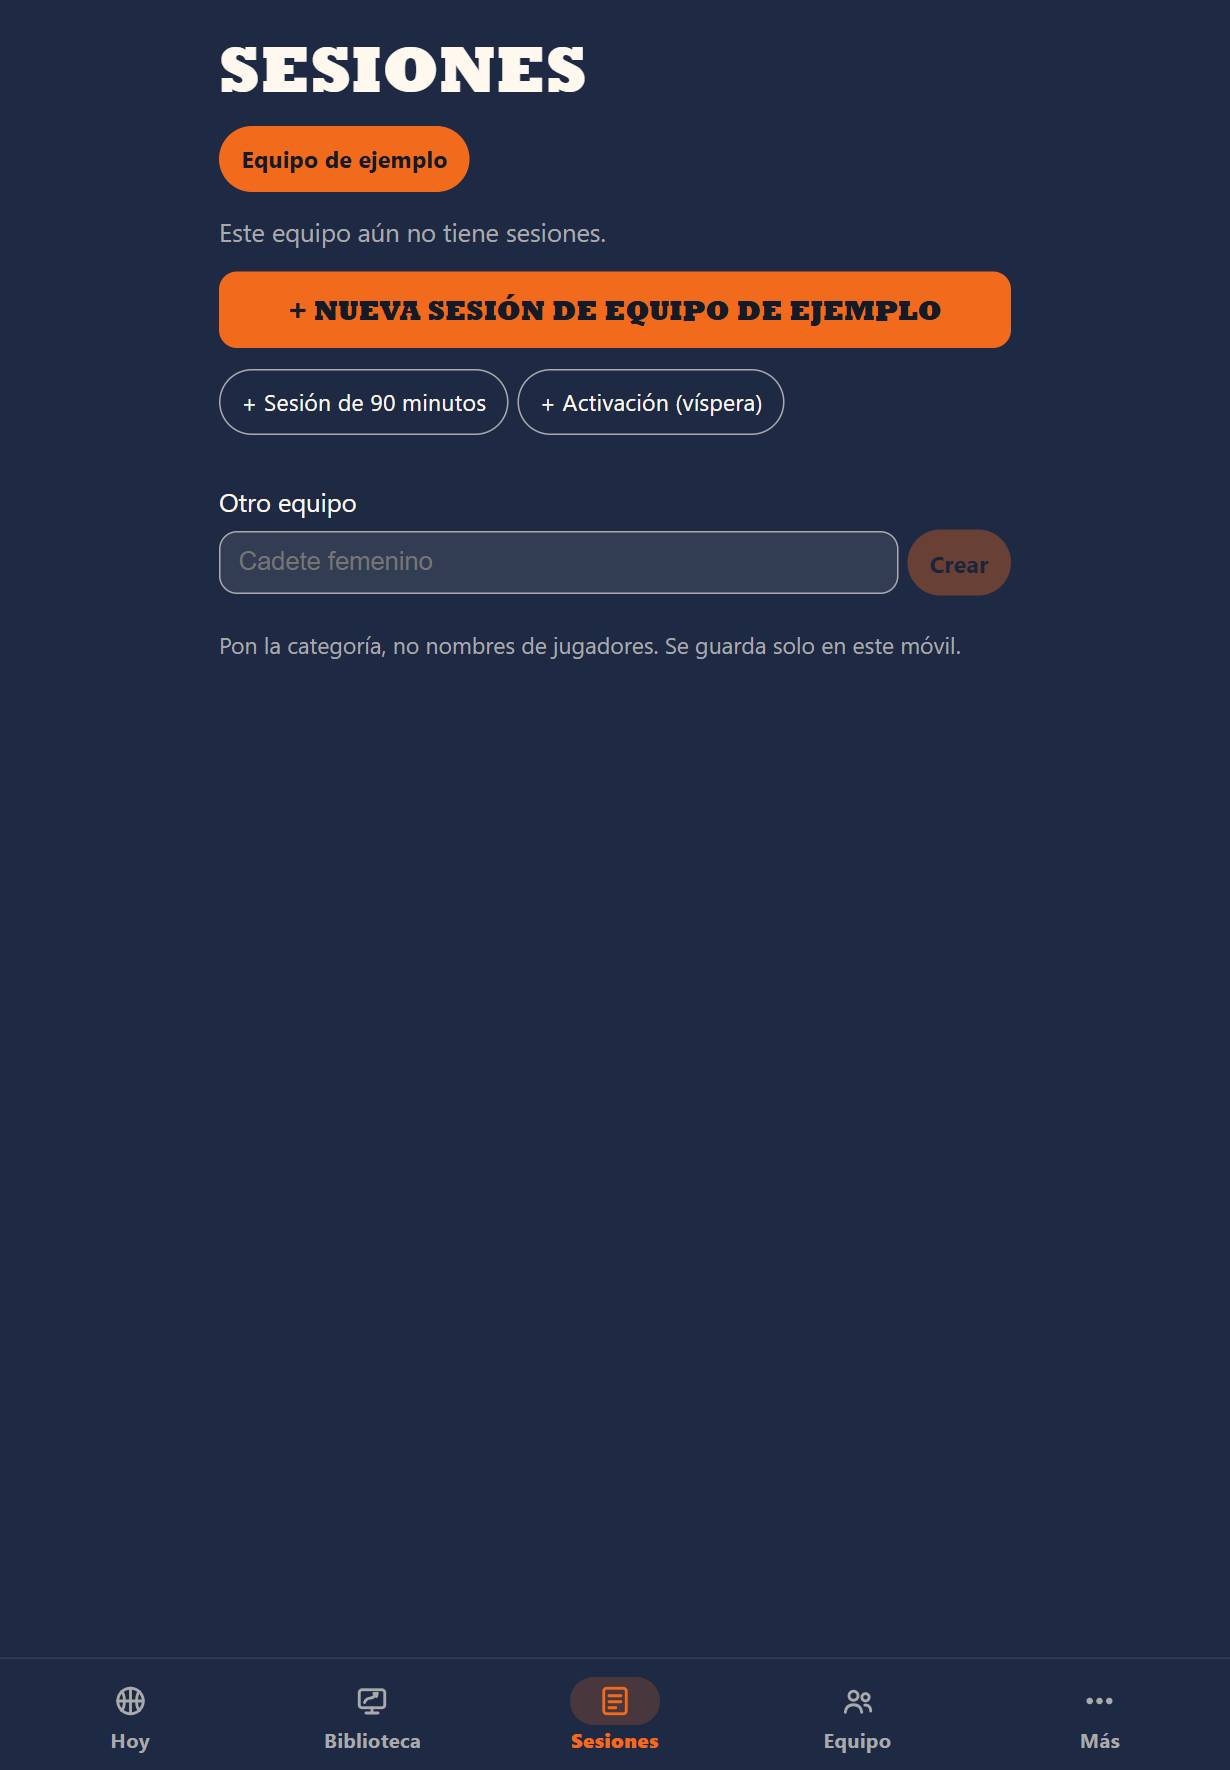 SESIONES
Equipo de ejemplo
Este equipo aún no tiene sesiones.
+ NUEVA SESIÓN DE EQUIPO DE EJEMPLO
+ Sesión de 90 minutos
+ Activación (víspera)
Otro equipo
Cadete femenino
Crear
Pon la categoría, no nombres de jugadores. Se guarda solo en este móvil.
Hoy
Biblioteca
Sesiones
Equipo
Más